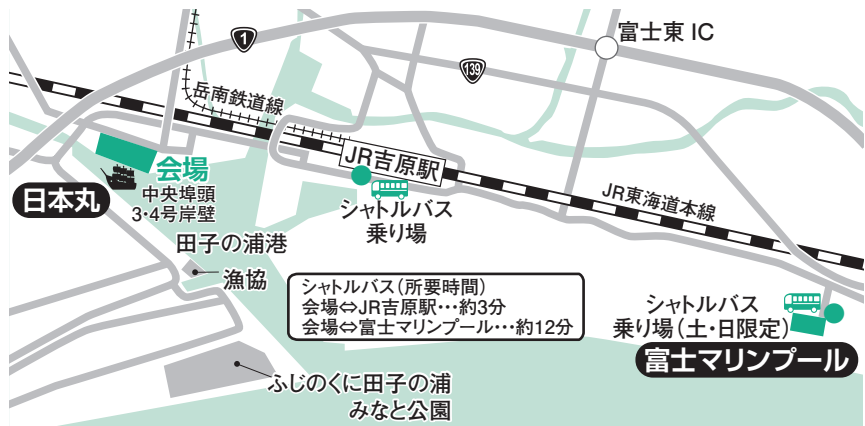 1
富士東 IC
139
岳南鉄道線
JR吉原駅
会場
中央埠頭
3・4号岸壁
日本丸
シャトルバス
乗り場
JR東海道本線
田子の浦港
漁協
シャトルバス（所要時間）
会場⇔JR吉原駅･･･約3分
会場⇔富士マリンプール･･･約12分
シャトルバス
乗り場（土・日限定）
富士マリンプール
ふじのくに田子の浦
みなと公園